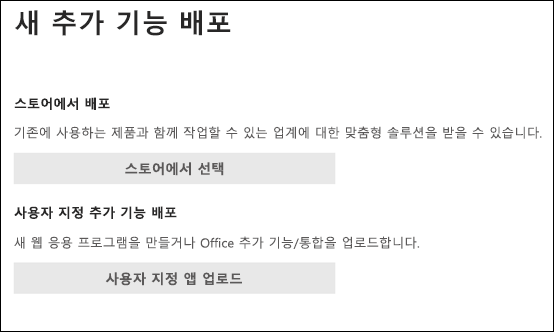 새 추가 기능 배포
스토어에서 배포
기존에 사용하는 제품과 함께 작업할 수 있는 업계에 대한 맞춤형 솔루션을 받을 수 있습니다.
스토어에서 선택
사용자 지정 추가 기능 배포
새 웹 응용 프로그램을 만들거나 Office 추가 기능/통합을 업로드합니다.
사용자 지정 앱 업로드